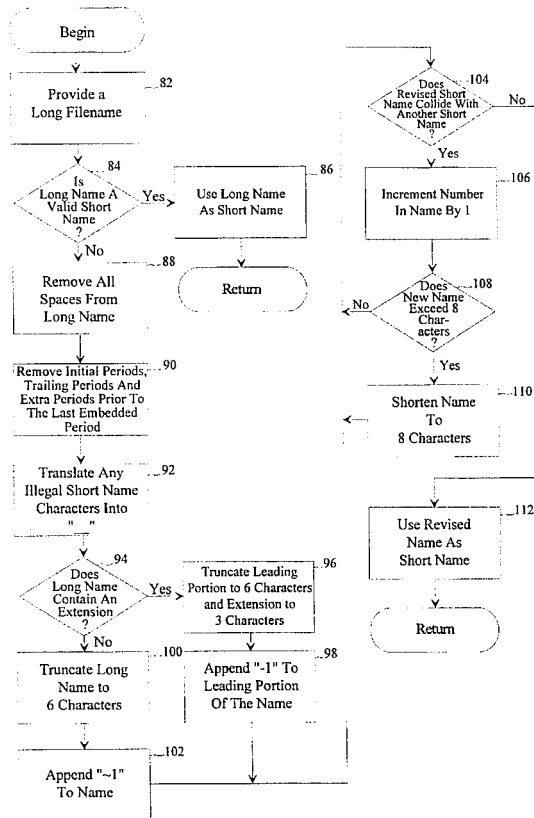 Begin
82
Provide a
Long Filename
84
Is
Long Name A
Valid Short
Name
?
Yes
No
86
Use Long Name
As Short Name
Return
88
Remove All
Spaces From
Long Name
90
Remove Initial Periods,
Trailing Periods And
Extra Periods Prior To
The Last Embedded
Period
92
Translate Any
Illegal Short Name
Characters Into
"_"
94
Does
Long Name
Contain An
Extension
?
Yes
No
96
Truncate Leading
Portion to 6 Characters
and Extension to
3 Characters
98
Append "-1" To
Leading Portion
Of The Name
100
Truncate Long
Name to
6 Characters
102
Append "~1"
To Name
104
Does
Revised Short
Name Collide With
Another Short
Name
?
No
Yes
106
Increment Number
In Name By 1
108
Does
New Name
Exceed 8
Char-
acters
?
No
Yes
110
Shorten Name
To
8 Characters
112
Use Revised
Name As
Short Name
Return